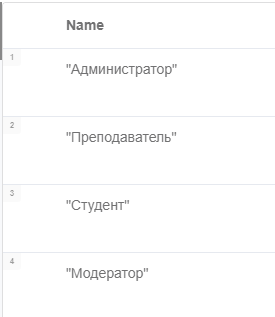 Name
1
"Администратор"
2
"Преподаватель"
3
"Студент"
4
"Модератор"